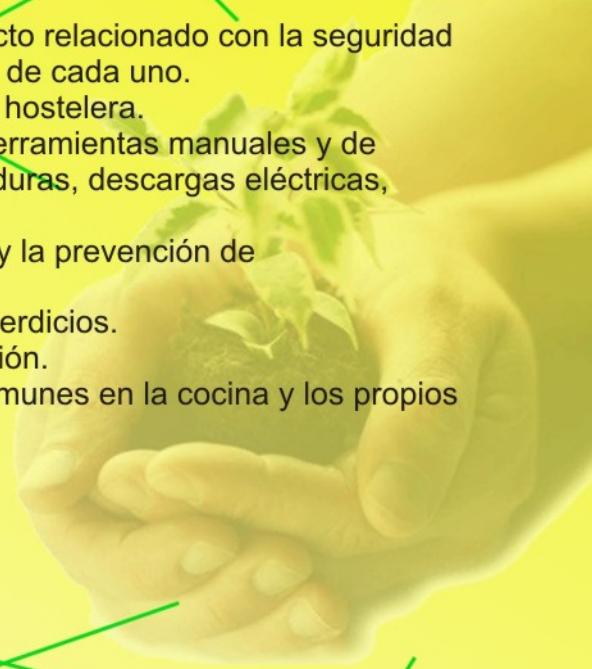 cto relacionado con la seguridad
de cada uno.
hostelera.
erramientas manuales y de
duras, descargas eléctricas,
y la prevención de
erdicios.
ión.
munes en la cocina y los propios